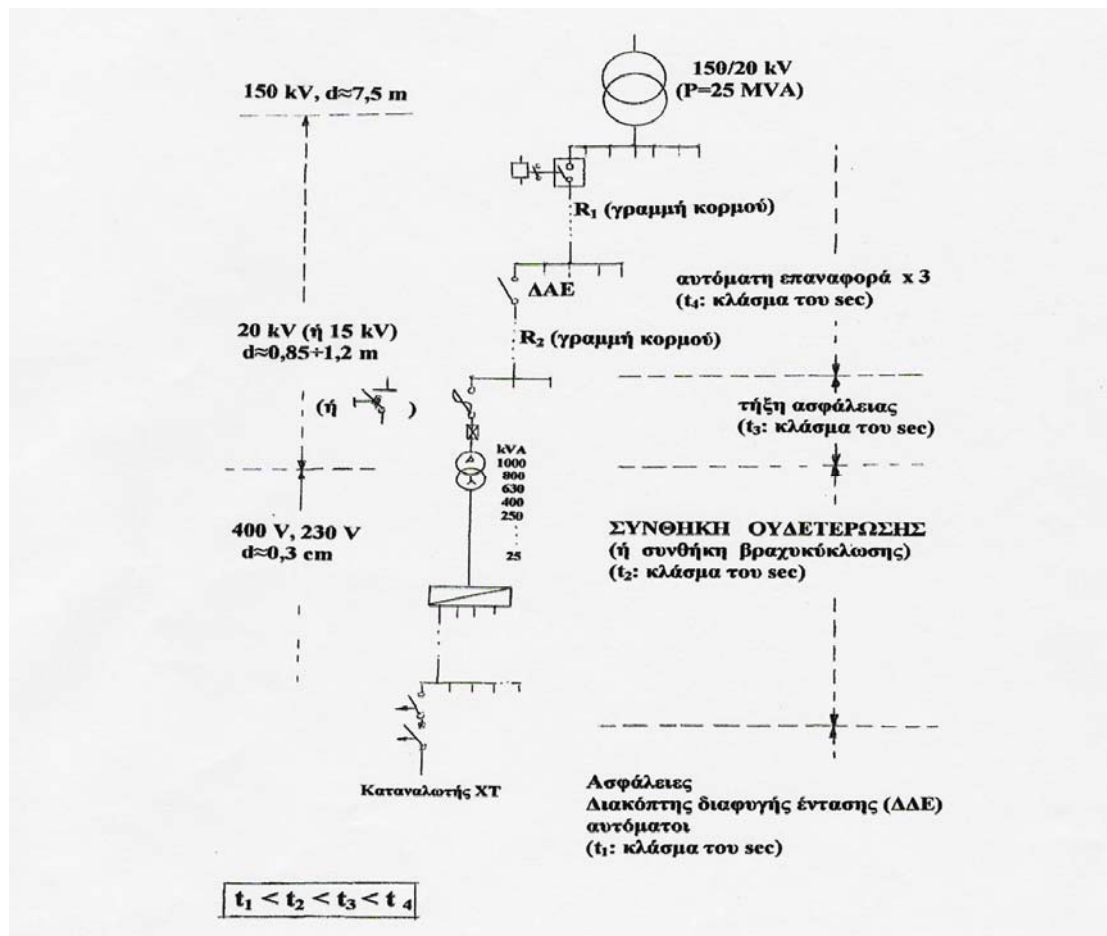 150/20 kV
(P=25 MVA)
150 kV, d≈7,5 m
R₁ (γραμμή κορμού)
ΔΑΕ
αυτόματη επαναφορά x 3
(t₄: κλάσμα του sec)
20 kV (ή 15 kV)
d≈0,85÷1,2 m
R₂ (γραμμή κορμού)
(ή )
τήξη ασφάλειας
(t₃: κλάσμα του sec)
kVA
1000
800
630
400
250
25
400 V, 230 V
d≈0,3 cm
ΣΥΝΘΗΚΗ ΟΥΔΕΤΕΡΩΣΗΣ
(ή συνθήκη βραχυκύκλωσης)
(t₂: κλάσμα του sec)
Καταναλωτής ΧΤ
Ασφάλειες
Διακόπτης διαφυγής έντασης (ΔΔΕ)
αυτόματοι
(t₁: κλάσμα του sec)
t₁ < t₂ < t₃ < t ₄